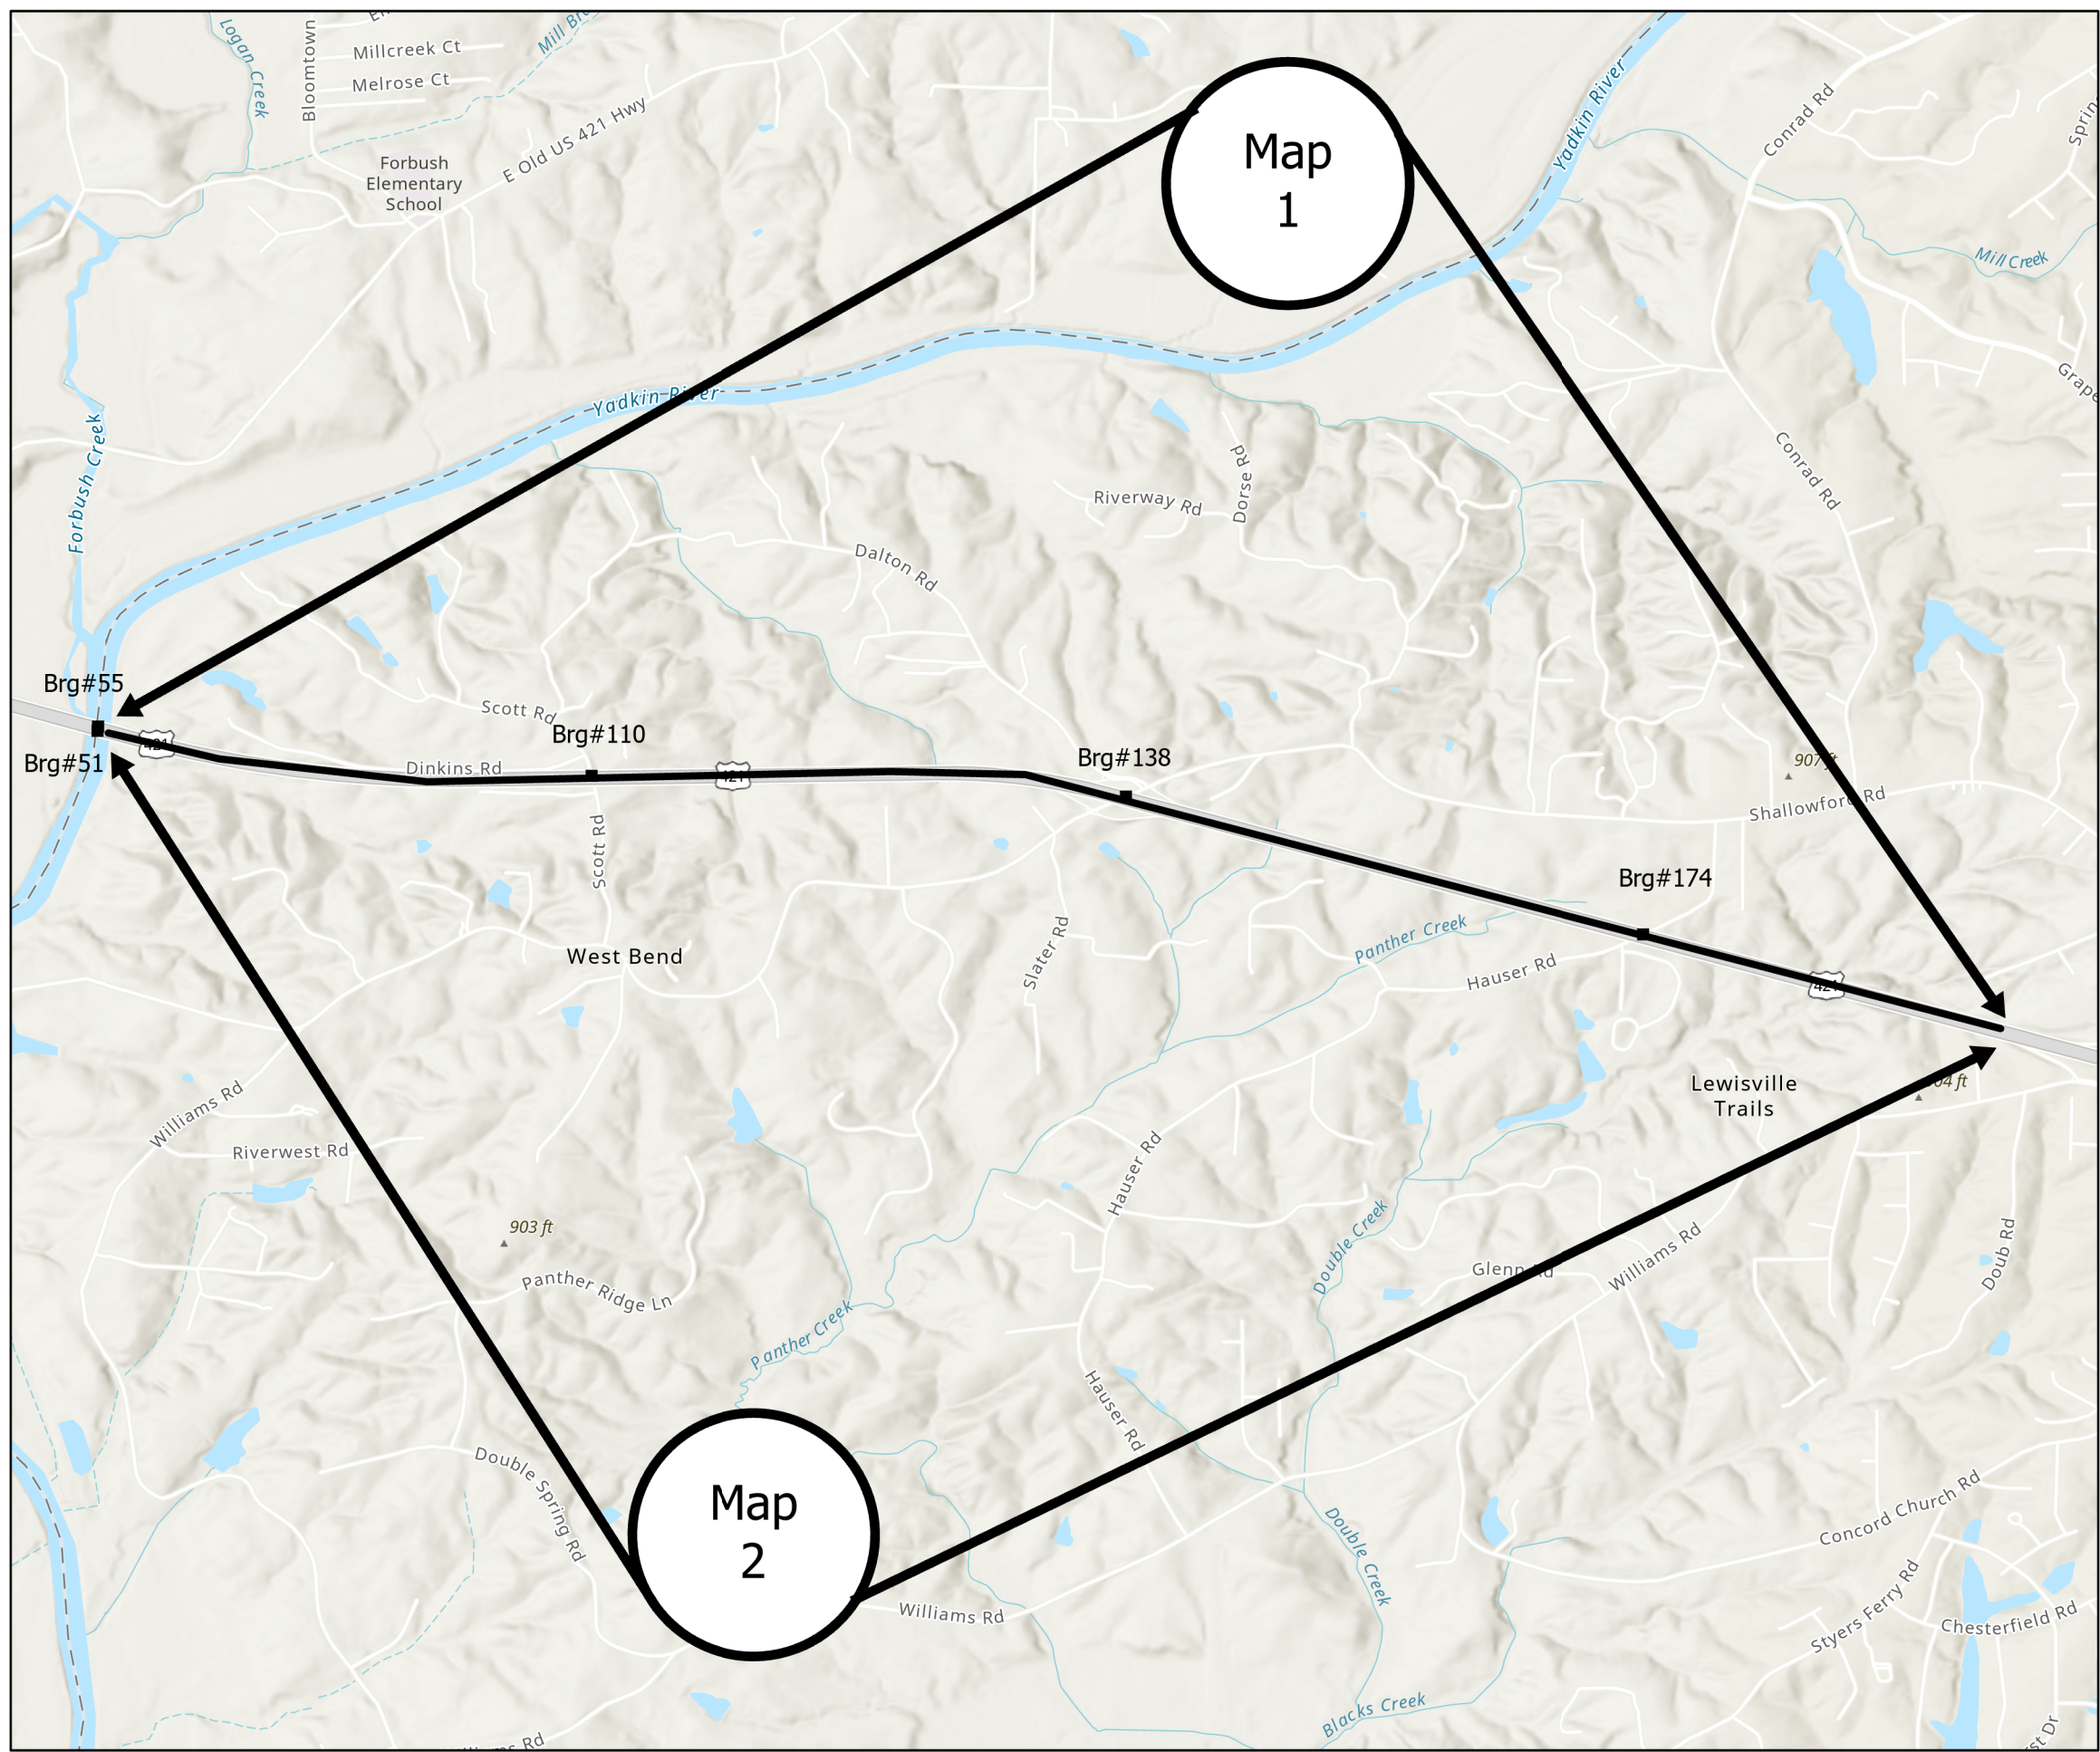 Logan Creek
Bloomtown
Millcreek Ct
Melrose Ct
E Old US 421 Hwy
Forbush
Elementary
School
Map
1
Yadkin River
Conrad Rd
Mill Creek
Yadkin River
Forbush Creek
Riverway Rd
Dorse Rd
Conrad Rd
Dalton Rd
Brg#55
Scott Rd
Brg#110
421
Brg#51
Dinkins Rd
421
Brg#138
907 ft
Shallowford Rd
Scott Rd
Brg#174
West Bend
Slater Rd
Panther Creek
Hauser Rd
421
Lewisville
Trails
Williams Rd
Riverwest Rd
Hauser Rd
903 ft
Panther Ridge Ln
Double Creek
Glenn Rd
Williams Rd
Doub Rd
Panther Creek
Hauser Rd
Double Spring Rd
Map
2
Williams Rd
Double Creek
Concord Church Rd
Styers Ferry Rd
Chesterfield Rd
Blacks Creek
Rd